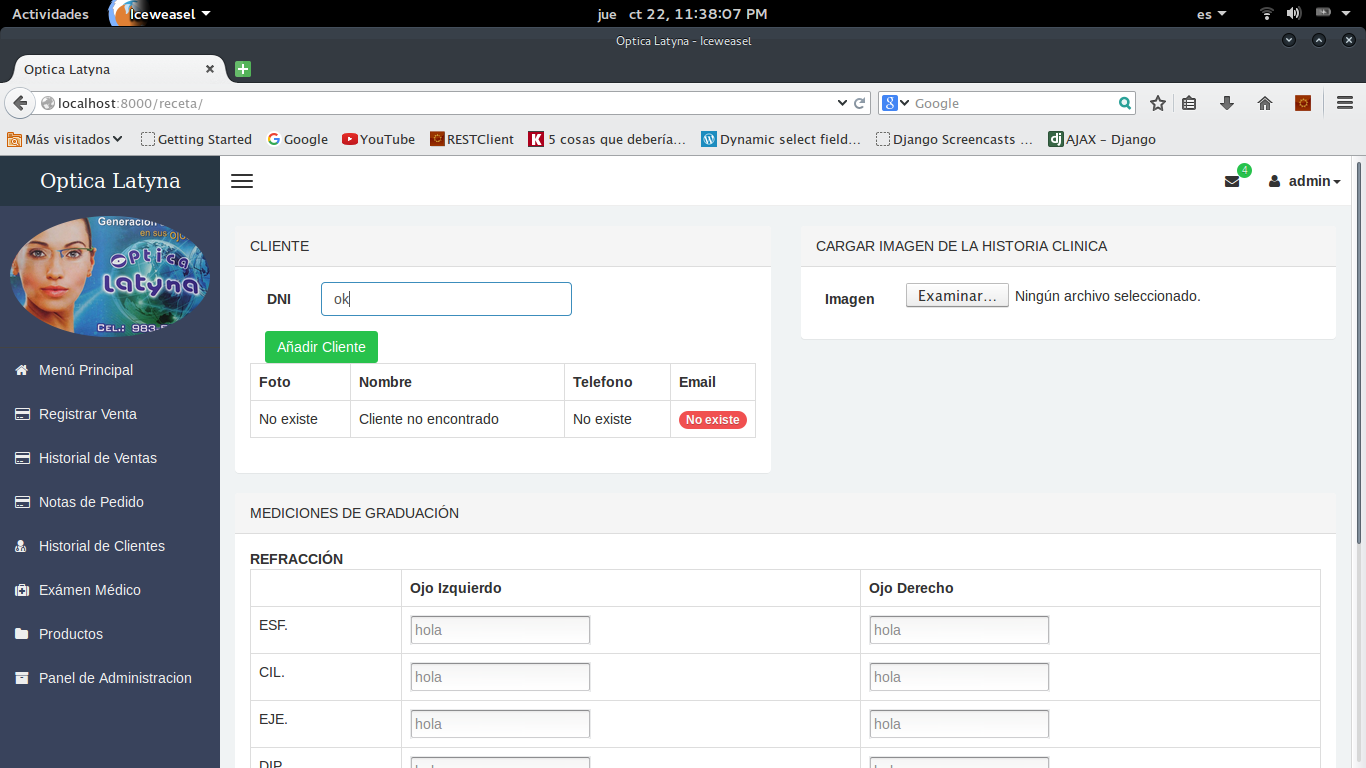 Actividades Iceweasel jue ct 22, 11:38:07 PM es
Optica Latyna - Iceweasel
Optica Latyna
localhost:8000/receta/ Google
Más visitados Getting Started Google YouTube RESTClient 5 cosas que debería... Dynamic select field... Django Screencasts ... AJAX – Django
Optica Latyna 4 admin
Generación
en sus ojo
Optica
Latyna
CEL.: 983
Menú Principal
Registrar Venta
Historial de Ventas
Notas de Pedido
Historial de Clientes
Exámen Médico
Productos
Panel de Administracion
CLIENTE
DNI ok
Añadir Cliente
Foto Nombre Telefono Email
No existe Cliente no encontrado No existe No existe
CARGAR IMAGEN DE LA HISTORIA CLINICA
Imagen Examinar... Ningún archivo seleccionado.
MEDICIONES DE GRADUACIÓN
REFRACCIÓN
Ojo Izquierdo Ojo Derecho
ESF. hola hola
CIL. hola hola
EJE. hola hola
DIP.